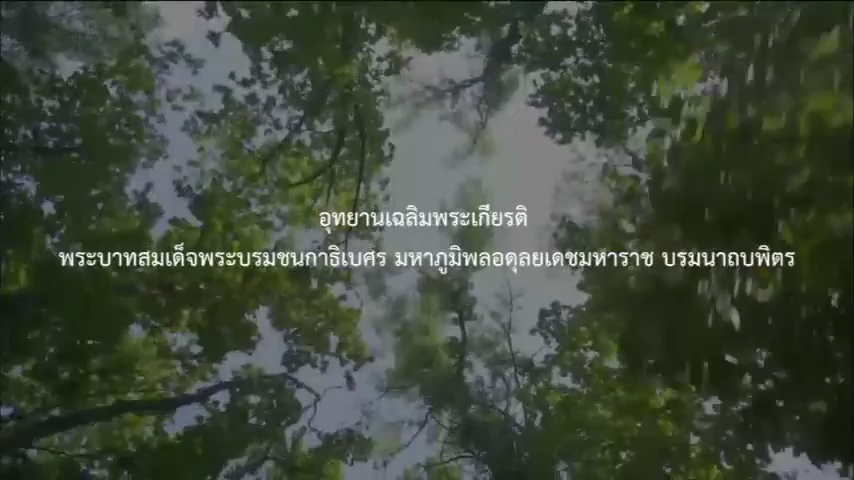 อุทยานเฉลิมพระเกียรติ
พระบาทสมเด็จพระบรมชนกาธิเบศร มหาภูมิพลอดุลยเดชมหาราช บรมนาถบพิตร